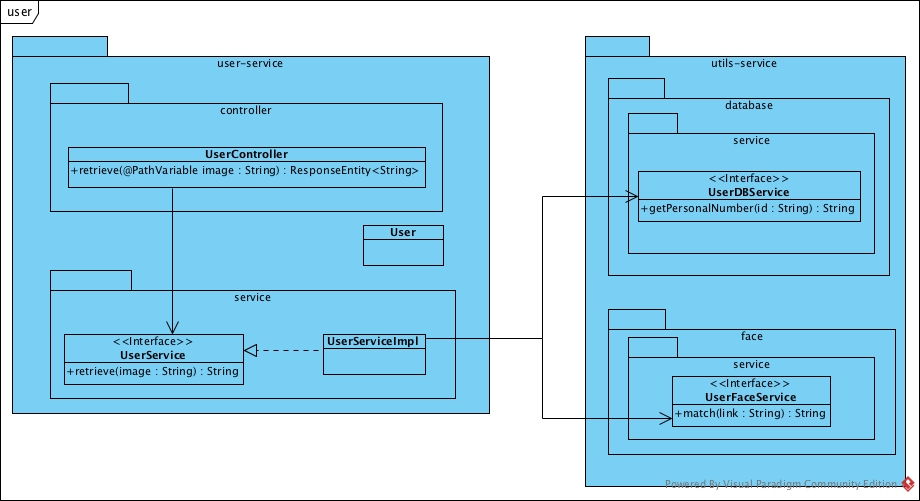 user
user-service
controller
UserController
+retrieve(@PathVariable image : String) : ResponseEntity<String>
User
service
<<Interface>>
UserService
+retrieve(image : String) : String
UserServiceImpl
utils-service
database
service
<<Interface>>
UserDBService
+getPersonalNumber(id : String) : String
face
service
<<Interface>>
UserFaceService
+match(link : String) : String
Powered By Visual Paradigm Community Edition